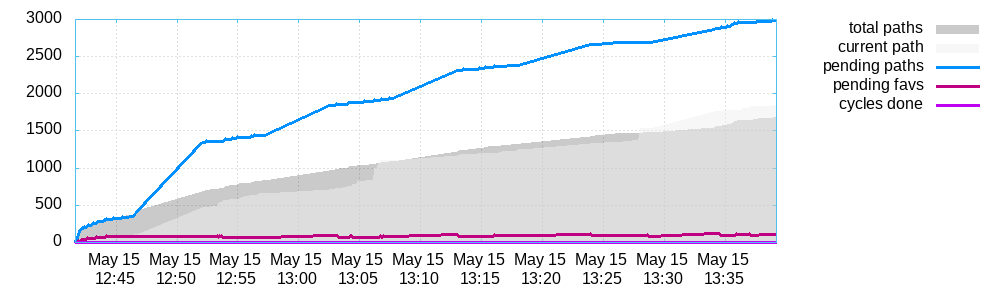 3000
2500
2000
1500
1000
500
0
total paths
current path
pending paths
pending favs
cycles done
May 15 May 15 May 15 May 15 May 15 May 15 May 15 May 15 May 15 May 15 May 15
12:45 12:50 12:55 13:00 13:05 13:10 13:15 13:20 13:25 13:30 13:35